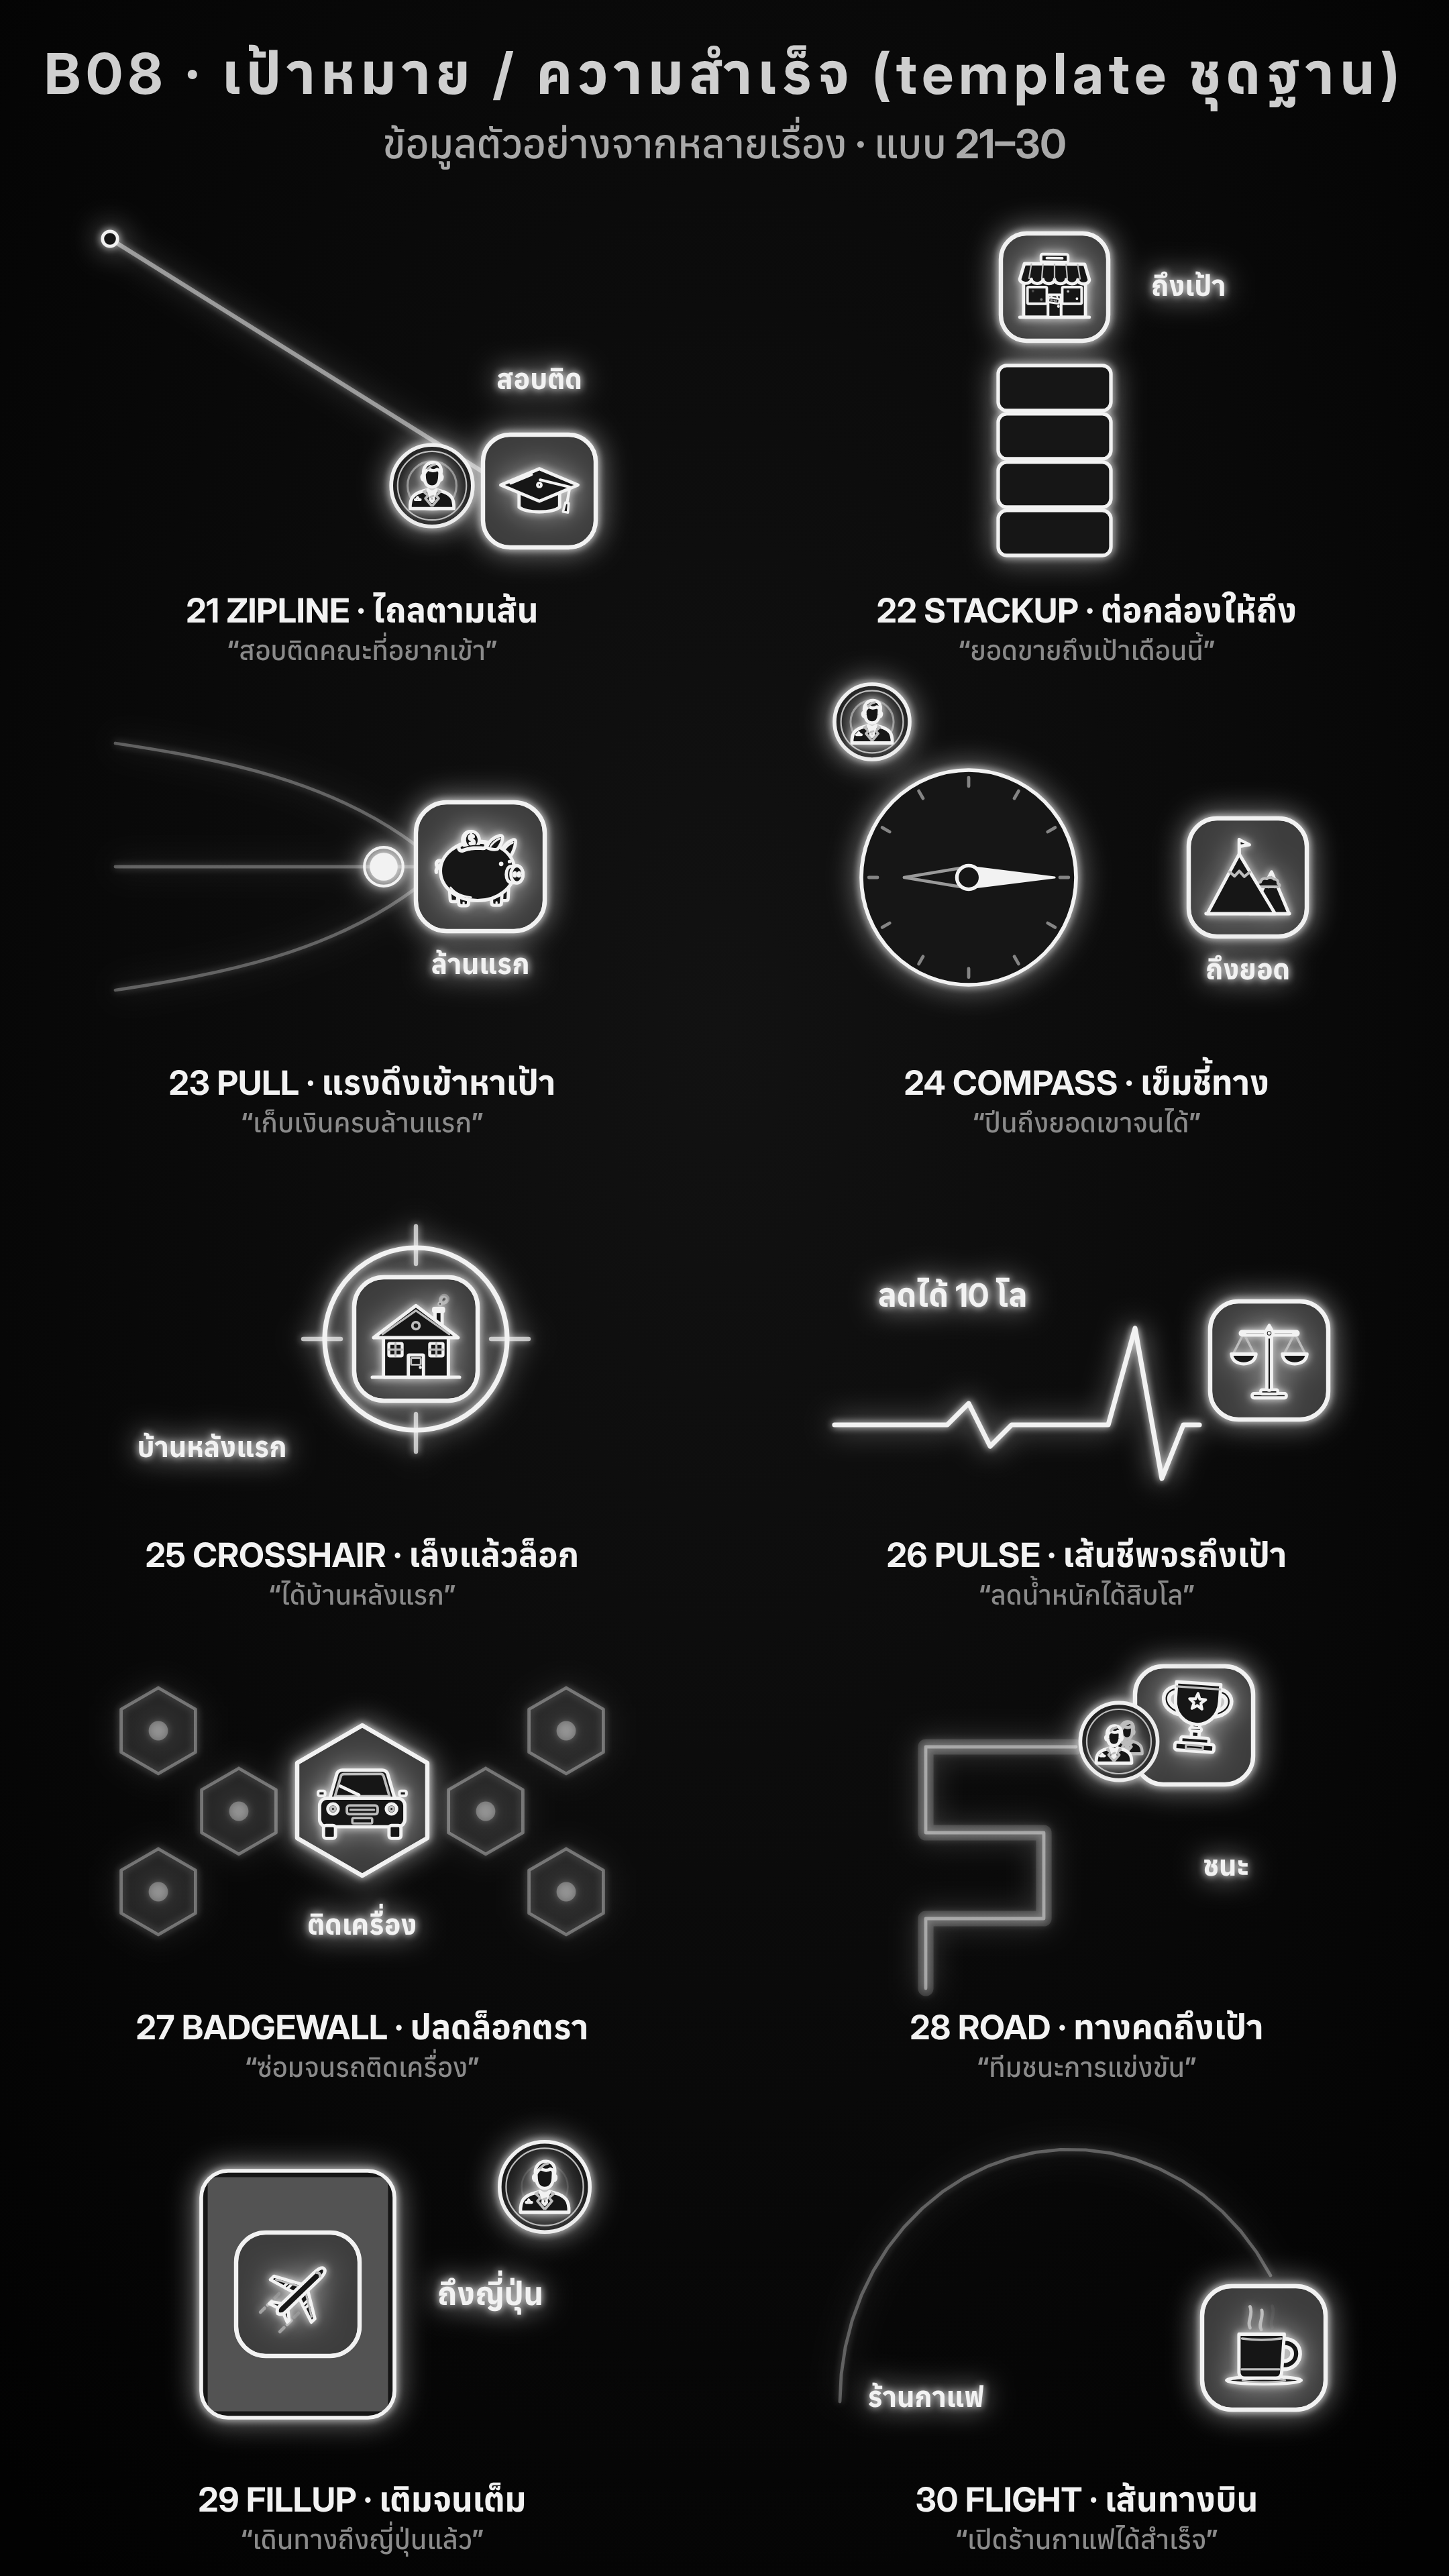 B08 · เป้าหมาย / ความสำเร็จ (template ชุดฐาน)
ข้อมูลตัวอย่างจากหลายเรื่อง · แบบ 21–30
สอบติด
21 ZIPLINE · ไถลตามเส้น
“สอบติดคณะที่อยากเข้า”
ถึงเป้า
22 STACKUP · ต่อกล่องให้ถึง
“ยอดขายถึงเป้าเดือนนี้”
ล้านแรก
23 PULL · แรงดึงเข้าหาเป้า
“เก็บเงินครบล้านแรก”
ถึงยอด
24 COMPASS · เข็มชี้ทาง
“ปีนถึงยอดเขาจนได้”
บ้านหลังแรก
25 CROSSHAIR · เล็งแล้วล็อก
“ได้บ้านหลังแรก”
ลดได้ 10 โล
26 PULSE · เส้นชีพจรถึงเป้า
“ลดน้ำหนักได้สิบโล”
ติดเครื่อง
27 BADGEWALL · ปลดล็อกตรา
“ซ่อมจนรถติดเครื่อง”
ชนะ
28 ROAD · ทางคดถึงเป้า
“ทีมชนะการแข่งขัน”
ถึงญี่ปุ่น
29 FILLUP · เติมจนเต็ม
“เดินทางถึงญี่ปุ่นแล้ว”
ร้านกาแฟ
30 FLIGHT · เส้นทางบิน
“เปิดร้านกาแฟได้สำเร็จ”